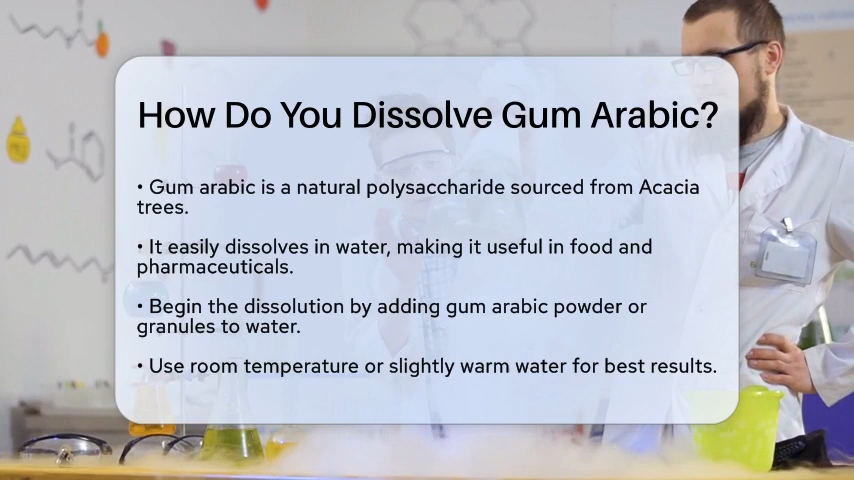 How Do You Dissolve Gum Arabic?
• Gum arabic is a natural polysaccharide sourced from Acacia
trees.
• It easily dissolves in water, making it useful in food and
pharmaceuticals.
• Begin the dissolution by adding gum arabic powder or
granules to water.
• Use room temperature or slightly warm water for best results.